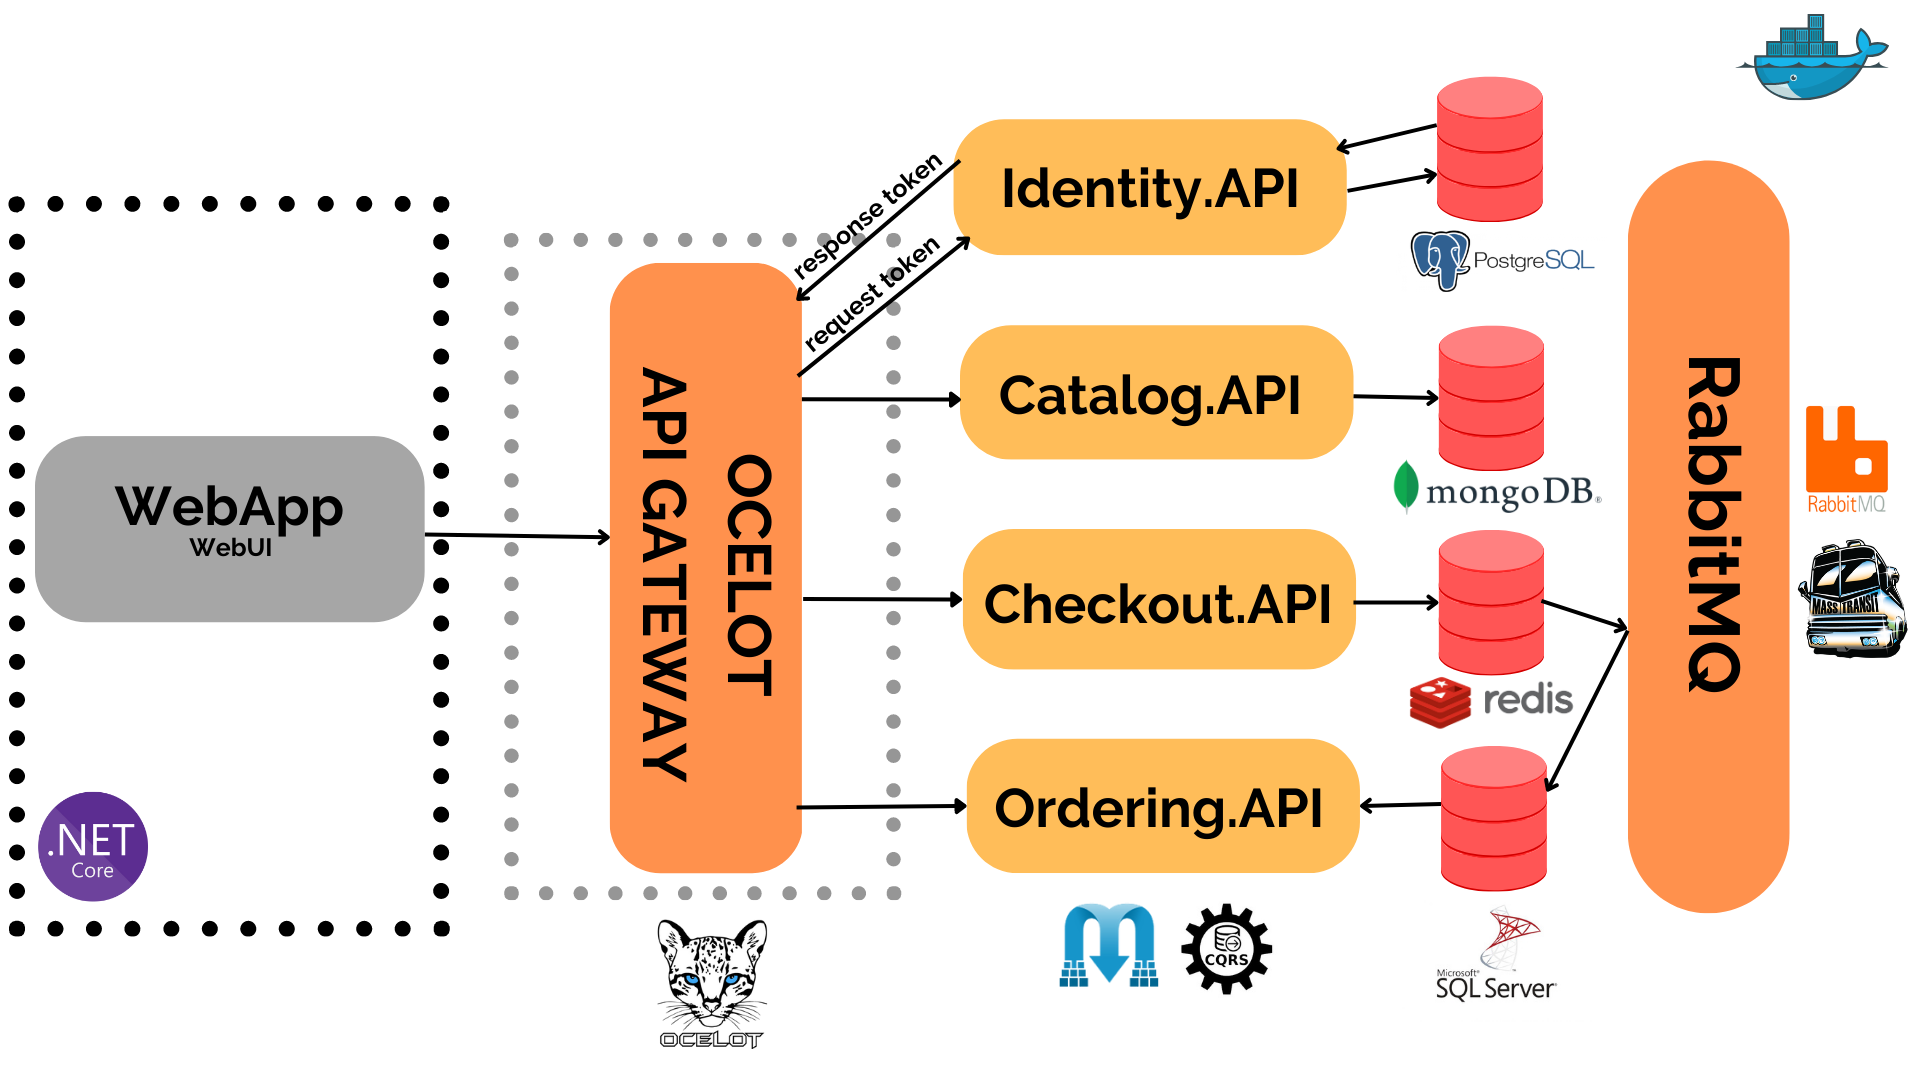 WebApp
WebUI
.NET
Core
API GATEWAY
OCELOT
OCELOT
response token
request token
Identity.API
Catalog.API
Checkout.API
Ordering.API
CQRS
PostgreSQL
mongoDB®
redis
Microsoft®
SQL Server®
RabbitMQ
RabbitMQ
MASS TRANSIT